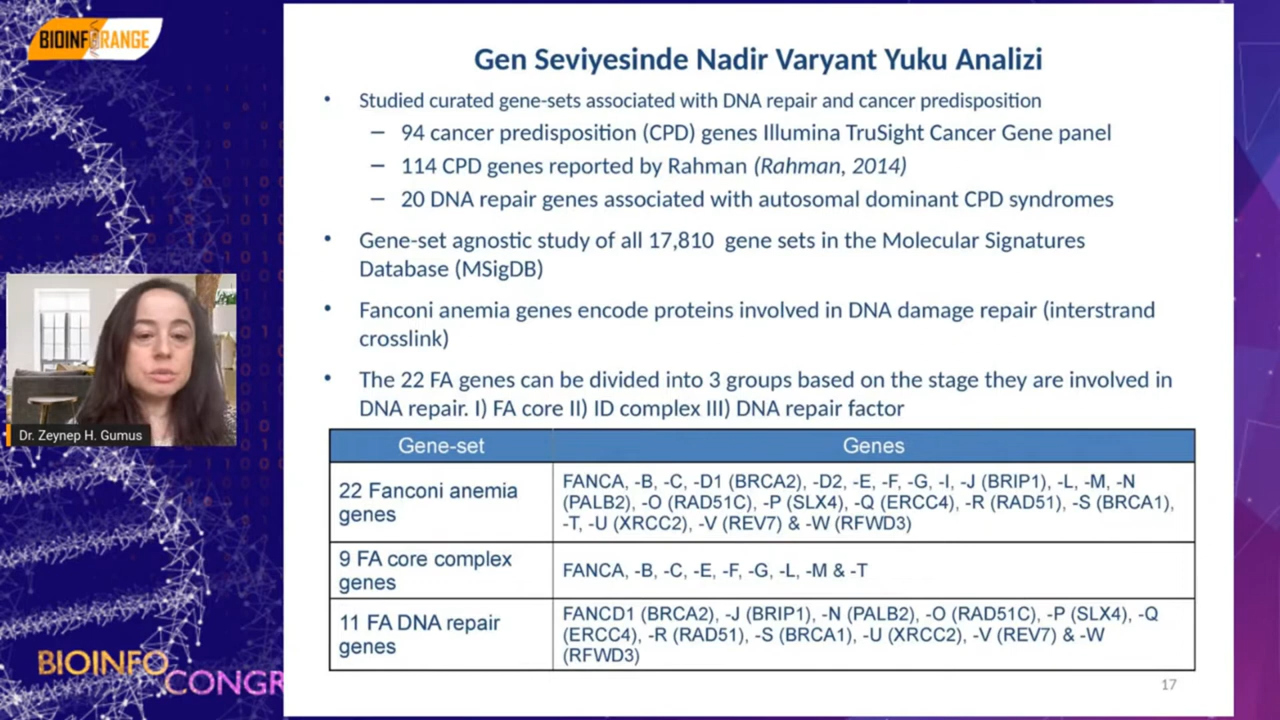 BIOINFORANGE
Gen Seviyesinde Nadir Varyant Yuku Analizi
• Studied curated gene-sets associated with DNA repair and cancer predisposition
– 94 cancer predisposition (CPD) genes Illumina TruSight Cancer Gene panel
– 114 CPD genes reported by Rahman (Rahman, 2014)
– 20 DNA repair genes associated with autosomal dominant CPD syndromes
• Gene-set agnostic study of all 17,810 gene sets in the Molecular Signatures
Database (MSigDB)
• Fanconi anemia genes encode proteins involved in DNA damage repair (interstrand
crosslink)
• The 22 FA genes can be divided into 3 groups based on the stage they are involved in
DNA repair. I) FA core II) ID complex III) DNA repair factor
Gene-set Genes
22 Fanconi anemia
genes
FANCA, -B, -C, -D1 (BRCA2), -D2, -E, -F, -G, -I, -J (BRIP1), -L, -M, -N
(PALB2), -O (RAD51C), -P (SLX4), -Q (ERCC4), -R (RAD51), -S (BRCA1),
-T, -U (XRCC2), -V (REV7) & -W (RFWD3)
9 FA core complex
genes
FANCA, -B, -C, -E, -F, -G, -L, -M & -T
11 FA DNA repair
genes
FANCD1 (BRCA2), -J (BRIP1), -N (PALB2), -O (RAD51C), -P (SLX4), -Q
(ERCC4), -R (RAD51), -S (BRCA1), -U (XRCC2), -V (REV7) & -W
(RFWD3)
17
Dr. Zeynep H. Gumus
BIOINFO
CONGR